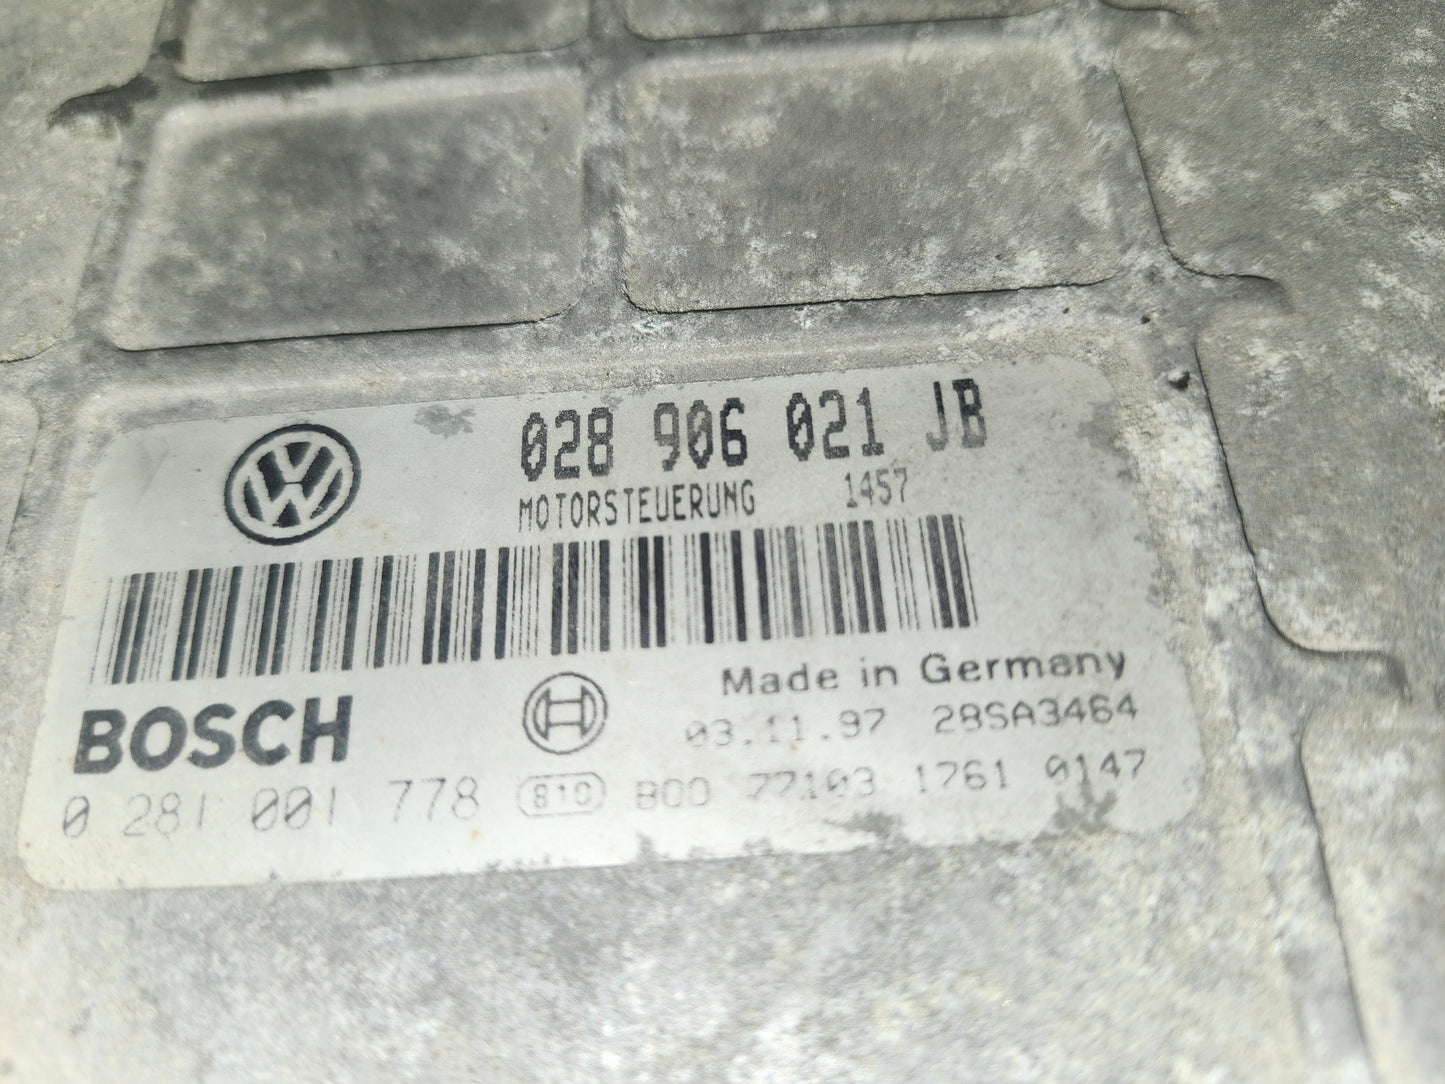 028 906 021 JB
MOTORSTEUERUNG 1457
Made in Germany
BOSCH
03.11.97 28SA3464
0 281 001 778 810 B00 77103 1761 0147